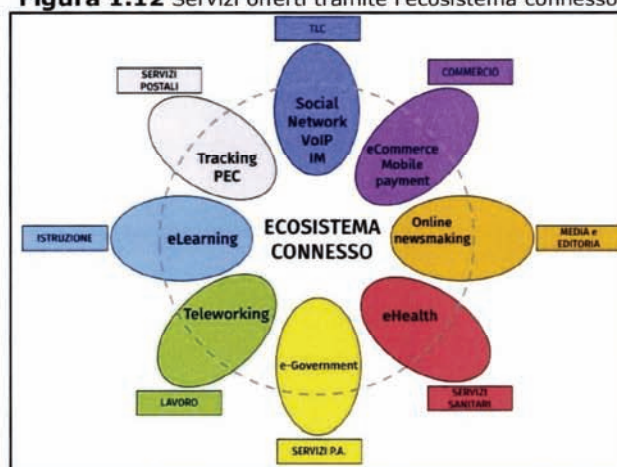 Figura 1.12 Servizi offerti tramite l'ecosistema connesso
TLC
SERVIZI
POSTALI
COMMERCIO
Social
Network
VoIP
IM
Tracking
PEC
eCommerce
Mobile
payment
ISTRUZIONE
eLearning
ECOSISTEMA
CONNESSO
Online
newsmaking
MEDIA e
EDITORIA
Teleworking
eHealth
e-Government
LAVORO
SERVIZI
SANITARI
SERVIZI P.A.